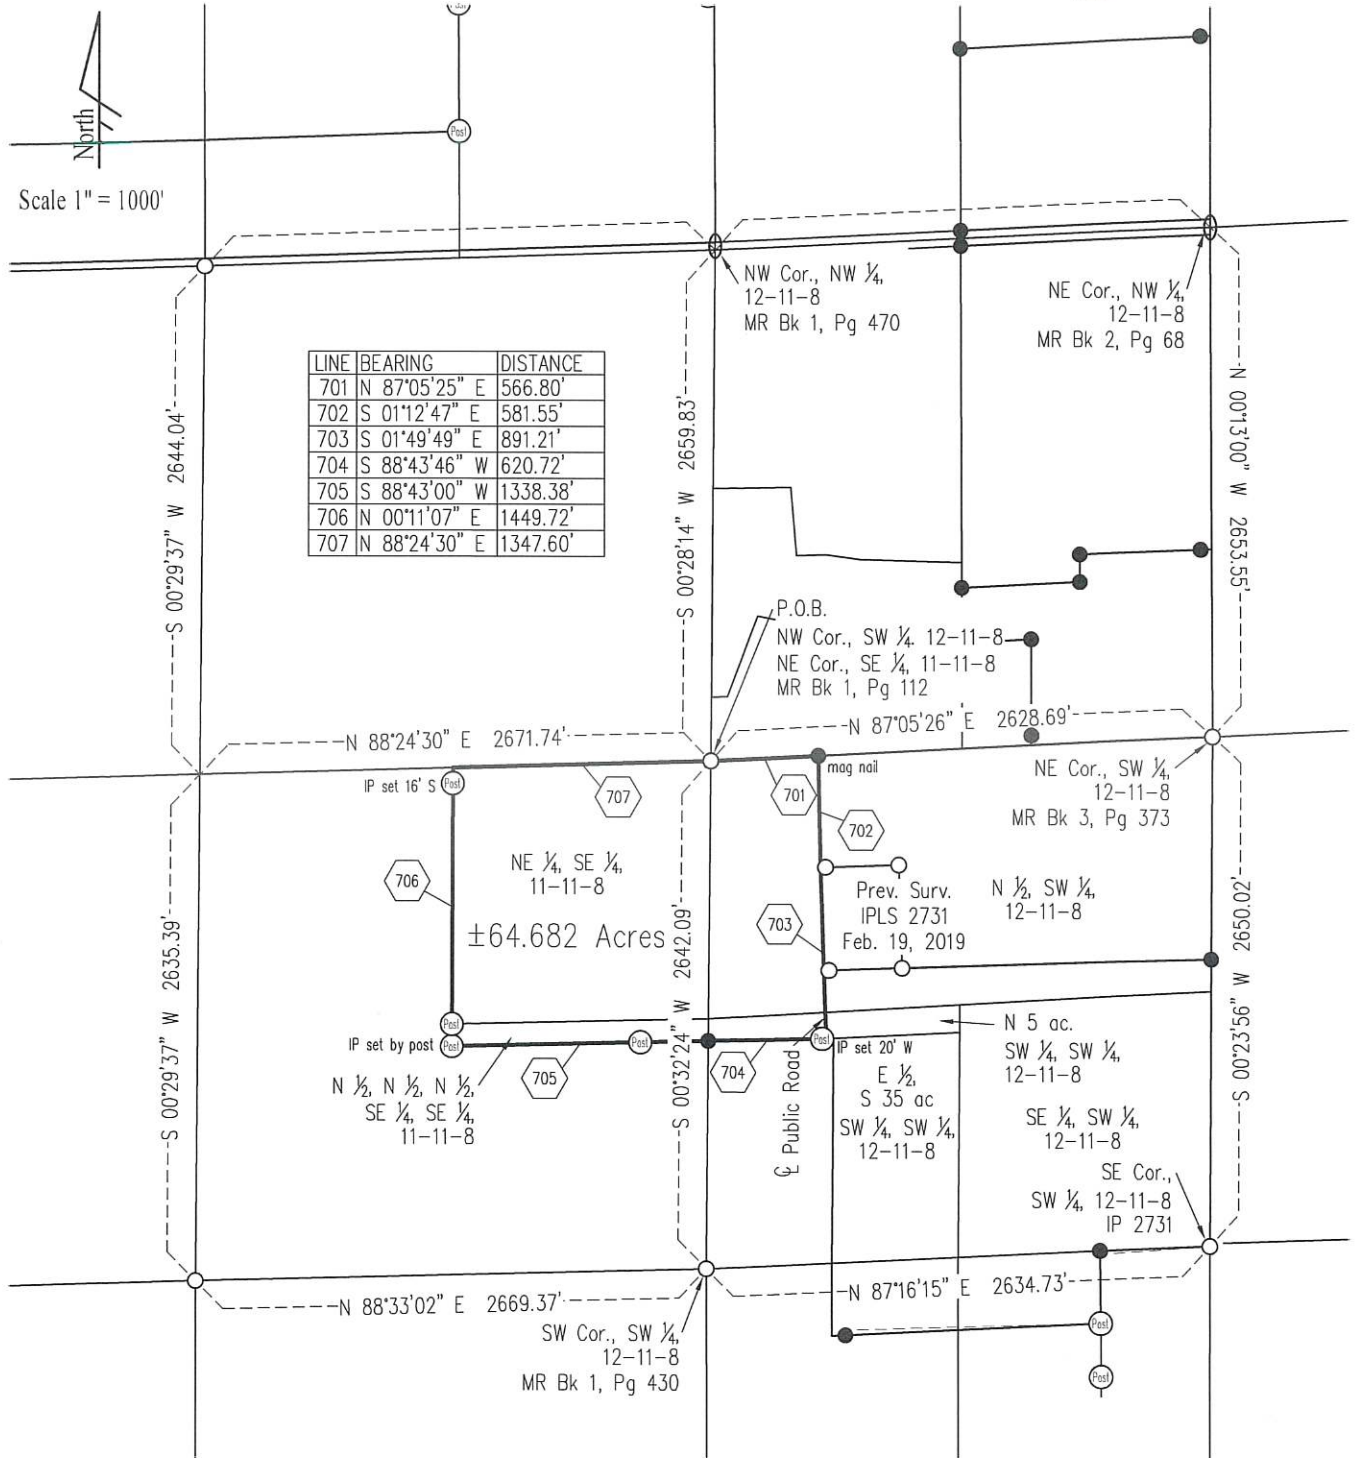 Post
North
Post
Scale 1" = 1000'
NW Cor., NW ¼,
12-11-8
MR Bk 1, Pg 470
NE Cor., NW ¼,
12-11-8
MR Bk 2, Pg 68
LINE BEARING DISTANCE
701 N 87°05'25" E 566.80'
702 S 01°12'47" E 581.55'
703 S 01°49'49" E 891.21'
704 S 88°43'46" W 620.72'
705 S 88°43'00" W 1338.38'
706 N 00°11'07" E 1449.72'
707 N 88°24'30" E 1347.60'
S 00°29'37" W 2644.04'
S 00°28'14" W 2659.83'
N 00°13'00" W 2653.55'
P.O.B.
NW Cor., SW ¼. 12-11-8
NE Cor., SE ¼, 11-11-8
MR Bk 1, Pg 112
N 88°24'30" E 2671.74'
N 87°05'26" E 2628.69'
IP set 16' S
Post
707
701
mag nail
702
NE Cor., SW ¼,
12-11-8
MR Bk 3, Pg 373
706
NE ¼, SE ¼,
11-11-8
±64.682 Acres
703
Prev. Surv.
IPLS 2731
Feb. 19, 2019
N ½, SW ¼,
12-11-8
S 00°29'37" W 2635.39'
S 00°32'24" W 2642.09'
S 00°23'56" W 2650.02'
Post
IP set by post
Post
Post
Post
IP set 20' W
705
704
N ½, N ½, N ½,
SE ¼, SE ¼,
11-11-8
℄ Public Road
E ½,
S 35 ac
SW ¼, SW ¼,
12-11-8
N 5 ac.
SW ¼, SW ¼,
12-11-8
SE ¼, SW ¼,
12-11-8
SE Cor.,
SW ¼, 12-11-8
IP 2731
N 88°33'02" E 2669.37'
N 87°16'15" E 2634.73'
SW Cor., SW ¼,
12-11-8
MR Bk 1, Pg 430
Post
Post